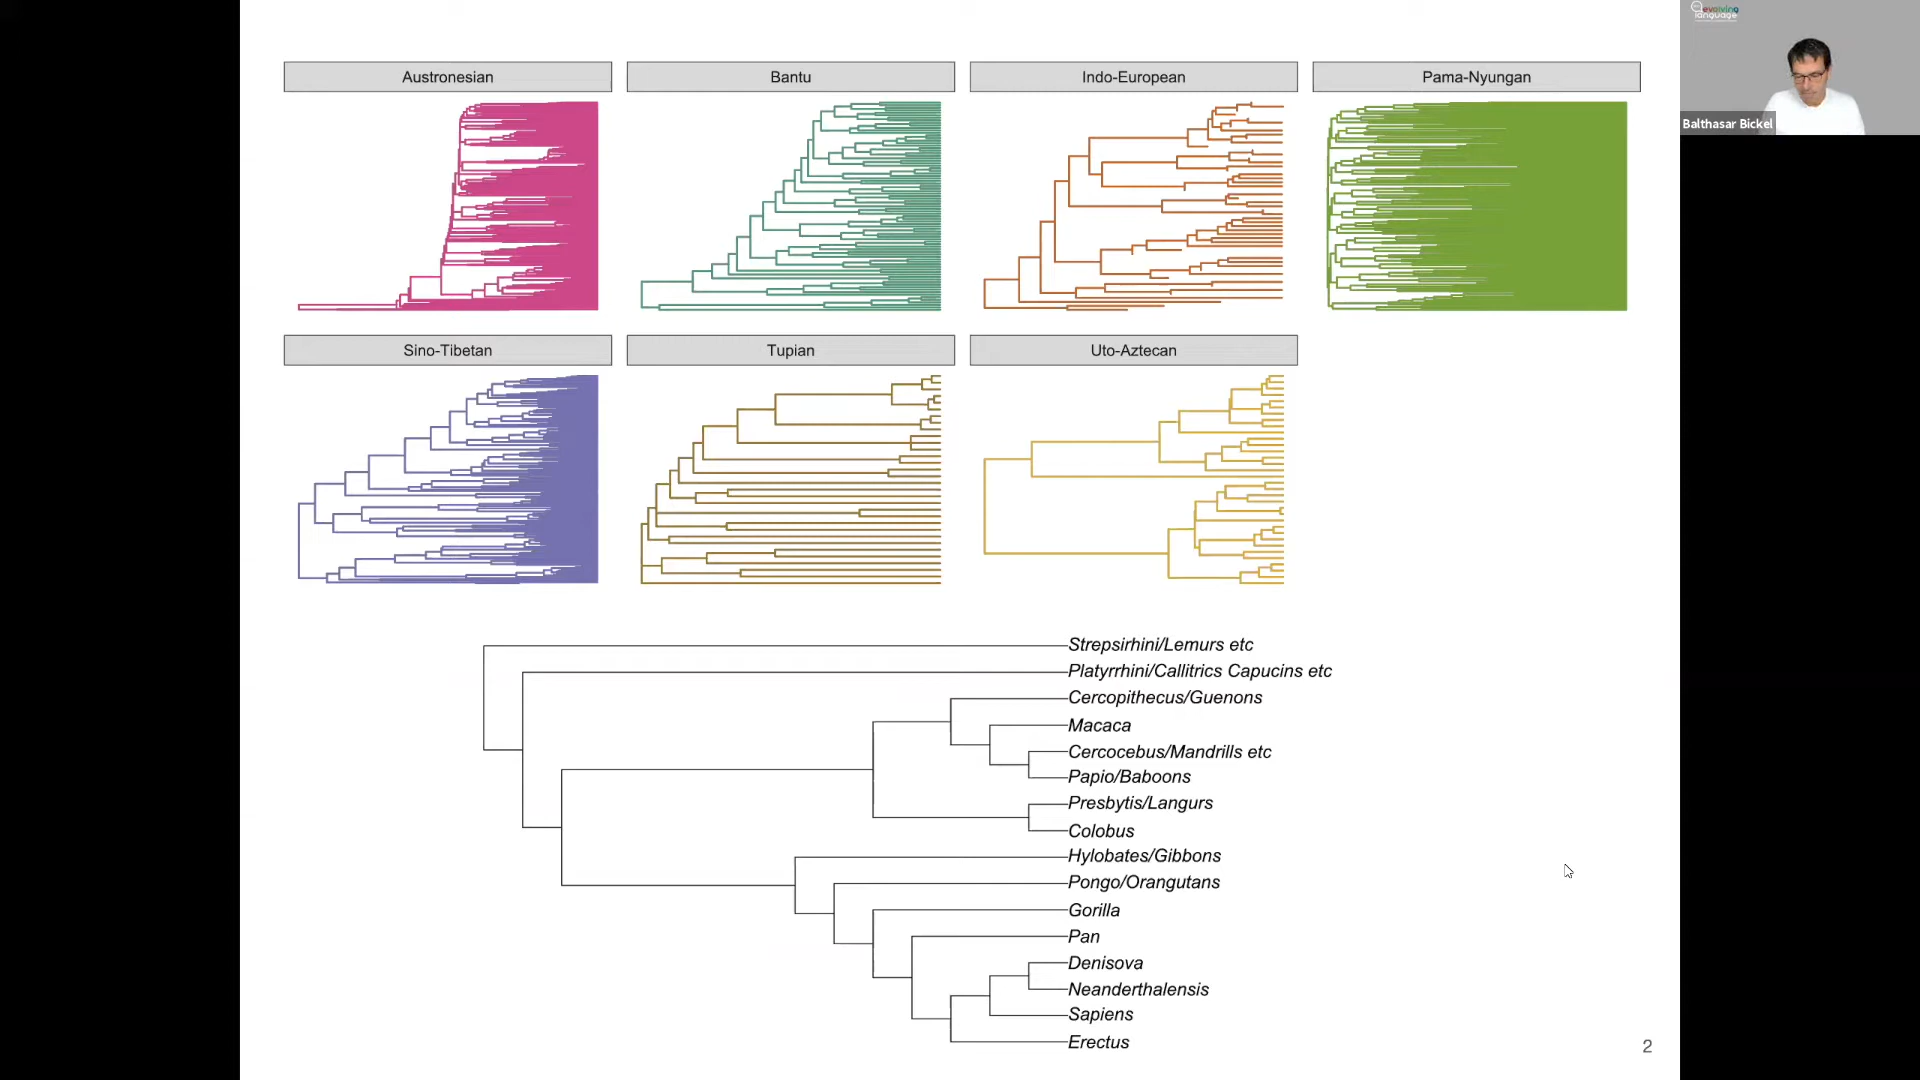 evolving
language
Balthasar Bickel
Austronesian
Bantu
Indo-European
Pama-Nyungan
Sino-Tibetan
Tupian
Uto-Aztecan
Strepsirhini/Lemurs etc
Platyrrhini/Callitrics Capucins etc
Cercopithecus/Guenons
Macaca
Cercocebus/Mandrills etc
Papio/Baboons
Presbytis/Langurs
Colobus
Hylobates/Gibbons
Pongo/Orangutans
Gorilla
Pan
Denisova
Neanderthalensis
Sapiens
Erectus
2